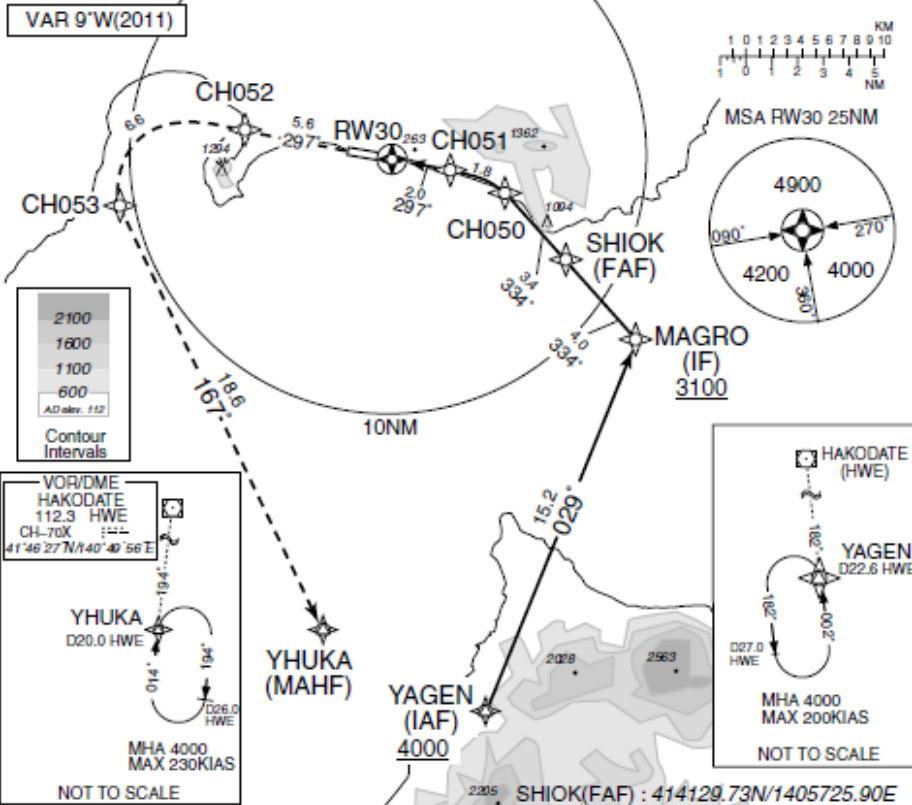 VAR 9°W(2011)
KM
1 0 1 2 3 4 5 6 7 8 9 10
1 0 1 2 3 4 5
NM
MSA RW30 25NM
4900
090°
270°
4200
4000
360°
CH052
6.6
5.6
297°
RW30
263
CH051
1362
1294
2.0
297°
1.8
CH053
CH050
1094
SHIOK
(FAF)
3.4
334°
4.0
334°
MAGRO
(IF)
3100
2100
1600
1100
600
AD elev. 112
Contour
Intervals
18.6
167°
10NM
15.2
029°
VOR/DME
HAKODATE
112.3 HWE
CH-70X
41°46'27"N/140°49'56"E
194°
YHUKA
D20.0 HWE
014°
194°
D26.0
HWE
MHA 4000
MAX 230KIAS
NOT TO SCALE
YHUKA
(MAHF)
YAGEN
(IAF)
4000
2028
2563
2205
HAKODATE
(HWE)
182°
YAGEN
D22.6 HWE
182°
002°
D27.0
HWE
MHA 4000
MAX 200KIAS
NOT TO SCALE
SHIOK(FAF) : 414129.73N/1405725.90E